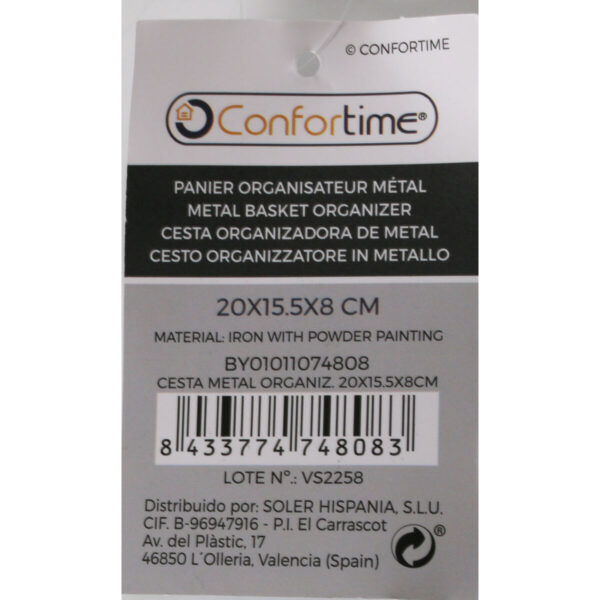 © CONFORTIME
Confortime®
PANIER ORGANISATEUR MÉTAL
METAL BASKET ORGANIZER
CESTA ORGANIZADORA DE METAL
CESTO ORGANIZZATORE IN METALLO
20X15.5X8 CM
MATERIAL: IRON WITH POWDER PAINTING
BY01011074808
CESTA METAL ORGANIZ. 20X15.5X8CM
8 433774 748083
LOTE Nº.: VS2258
Distribuido por: SOLER HISPANIA, S.L.U.
CIF. B-96947916 - P.I. El Carrascot
Av. del Plàstic, 17
46850 L´Olleria, Valencia (Spain)
®